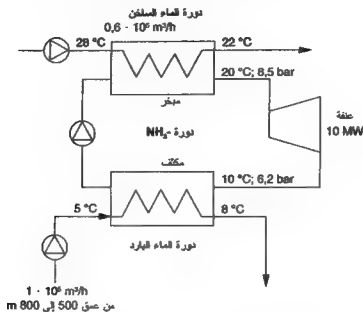 دورة الماء الساخن
0,6 · 10⁶ m³/h
28 °C
22 °C
20 °C; 8,5 bar
مبخر
عنفة
10 MW
دورة NH₃-
مكثف
10 °C; 6,2 bar
5 °C
8 °C
دورة الماء البارد
1 · 10⁶ m³/h
من عمق 500 إلى 800 m